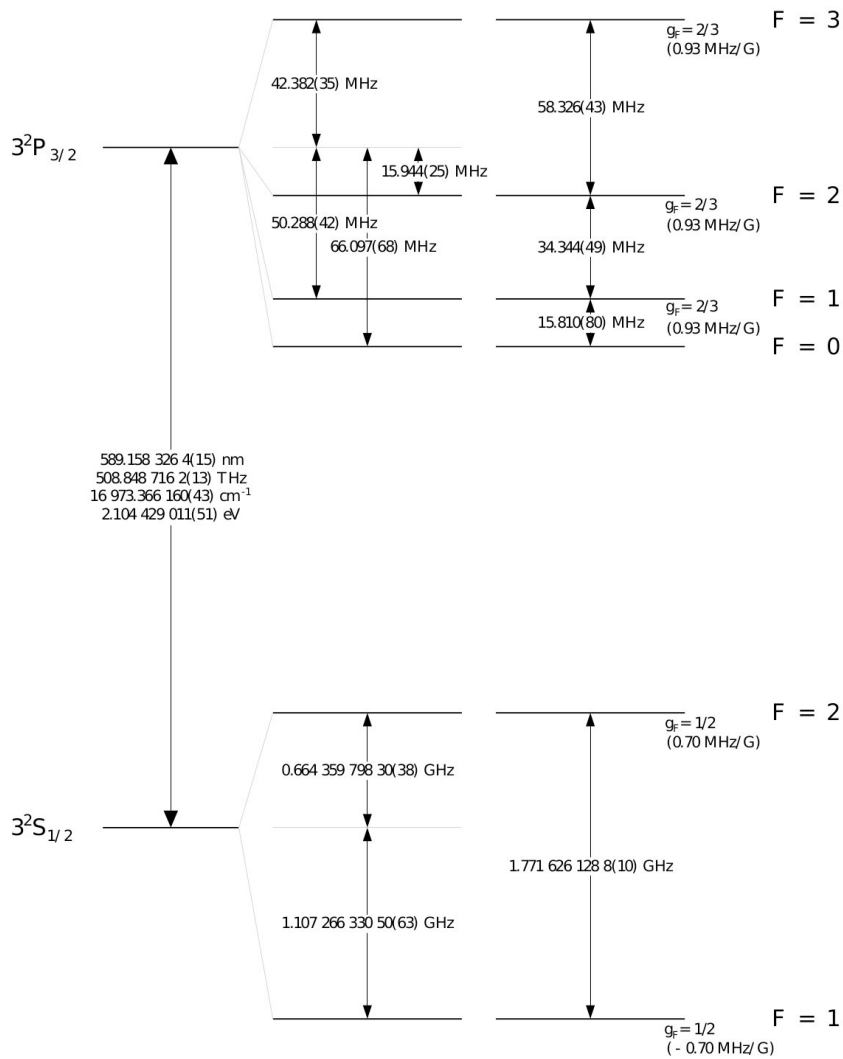 F = 3
g_F = 2/3
(0.93 MHz/G)
42.382(35) MHz
58.326(43) MHz
3²P₃/₂
15.944(25) MHz
F = 2
g_F = 2/3
(0.93 MHz/G)
50.288(42) MHz
66.097(68) MHz
34.344(49) MHz
F = 1
g_F = 2/3
(0.93 MHz/G)
15.810(80) MHz
F = 0
589.158 326 4(15) nm
508.848 716 2(13) THz
16 973.366 160(43) cm⁻¹
2.104 429 011(51) eV
F = 2
g_F = 1/2
(0.70 MHz/G)
0.664 359 798 30(38) GHz
3²S₁/₂
1.771 626 128 8(10) GHz
1.107 266 330 50(63) GHz
F = 1
g_F = 1/2
(- 0.70 MHz/G)